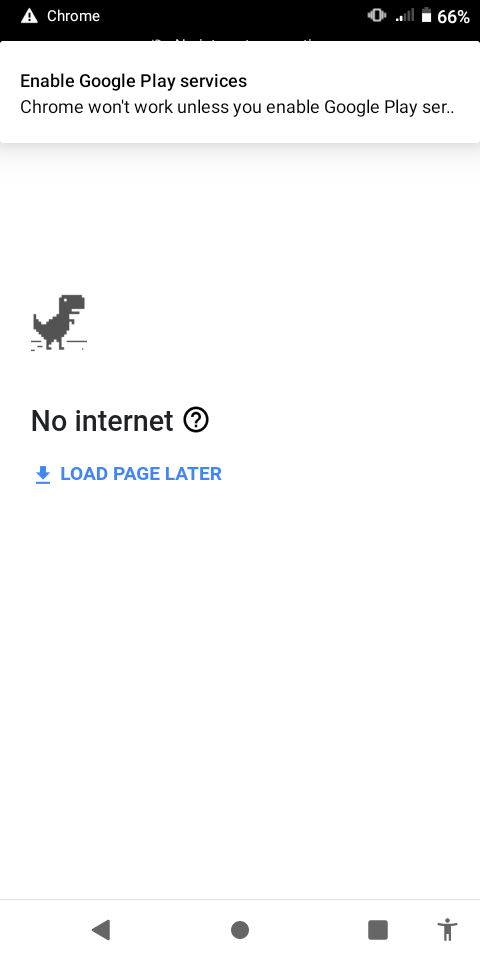 Chrome
66%
Enable Google Play services
Chrome won't work unless you enable Google Play ser..
No internet
LOAD PAGE LATER